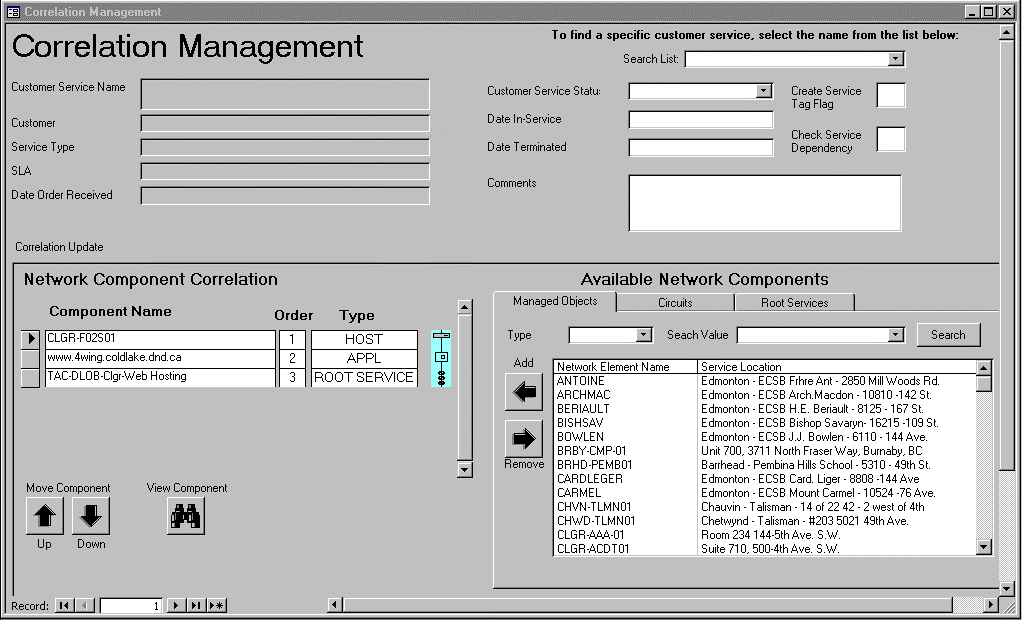 Correlation Management
Correlation Management
To find a specific customer service, select the name from the list below:
Search List:
Customer Service Name
Customer
Service Type
SLA
Date Order Received
Customer Service Statu:
Date In-Service
Date Terminated
Comments
Create Service
Tag Flag
Check Service
Dependency
Correlation Update
Network Component Correlation
Component Name Order Type
CLGR-F02S01 1 HOST
www.4wing.coldlake.dnd.ca 2 APPL
TAC-DLOB-Clgr-Web Hosting 3 ROOT SERVICE
Move Component
Up Down
View Component
Available Network Components
Managed Objects Circuits Root Services
Type Seach Value Search
Add
Remove
Network Element Name Service Location
ANTOINE Edmonton - ECSB Frhre Ant - 2850 Mill Woods Rd.
ARCHMAC Edmonton - ECSB Arch.Macdon - 10810 -142 St.
BERIAULT Edmonton - ECSB H.E. Beriault - 8125 - 167 St.
BISHSAV Edmonton - ECSB Bishop Savaryn- 16215 -109 St.
BOWLEN Edmonton - ECSB J.J. Bowlen - 6110 - 144 Ave.
BRBY-CMP-01 Unit 700, 3711 North Fraser Way, Burnaby, BC
BRHD-PEMB01 Barrhead - Pembina Hills School - 5310 - 49th St.
CARDLEGER Edmonton - ECSB Card. Liger - 8808 -144 Ave
CARMEL Edmonton - ECSB Mount Carmel - 10524 -76 Ave.
CHVN-TLMN01 Chauvin - Talisman - 14 of 22 42 - 2 west of 4th
CHWD-TLMN01 Chetwynd - Talisman - #203 5021 49th Ave.
CLGR-AAA-01 Room 234 144-5th Ave. S.W.
CLGR-ACDT01 Suite 710, 500-4th Ave. S.W.
Record: 1